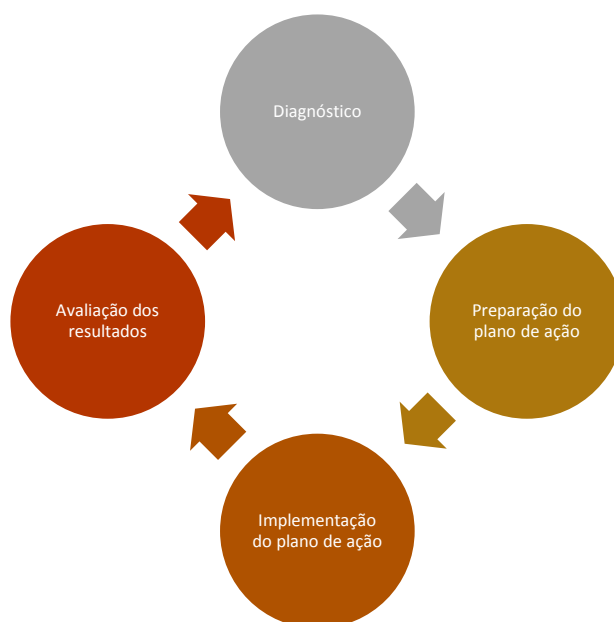 Diagnóstico
Preparação do
plano de ação
Implementação
do plano de ação
Avaliação dos
resultados